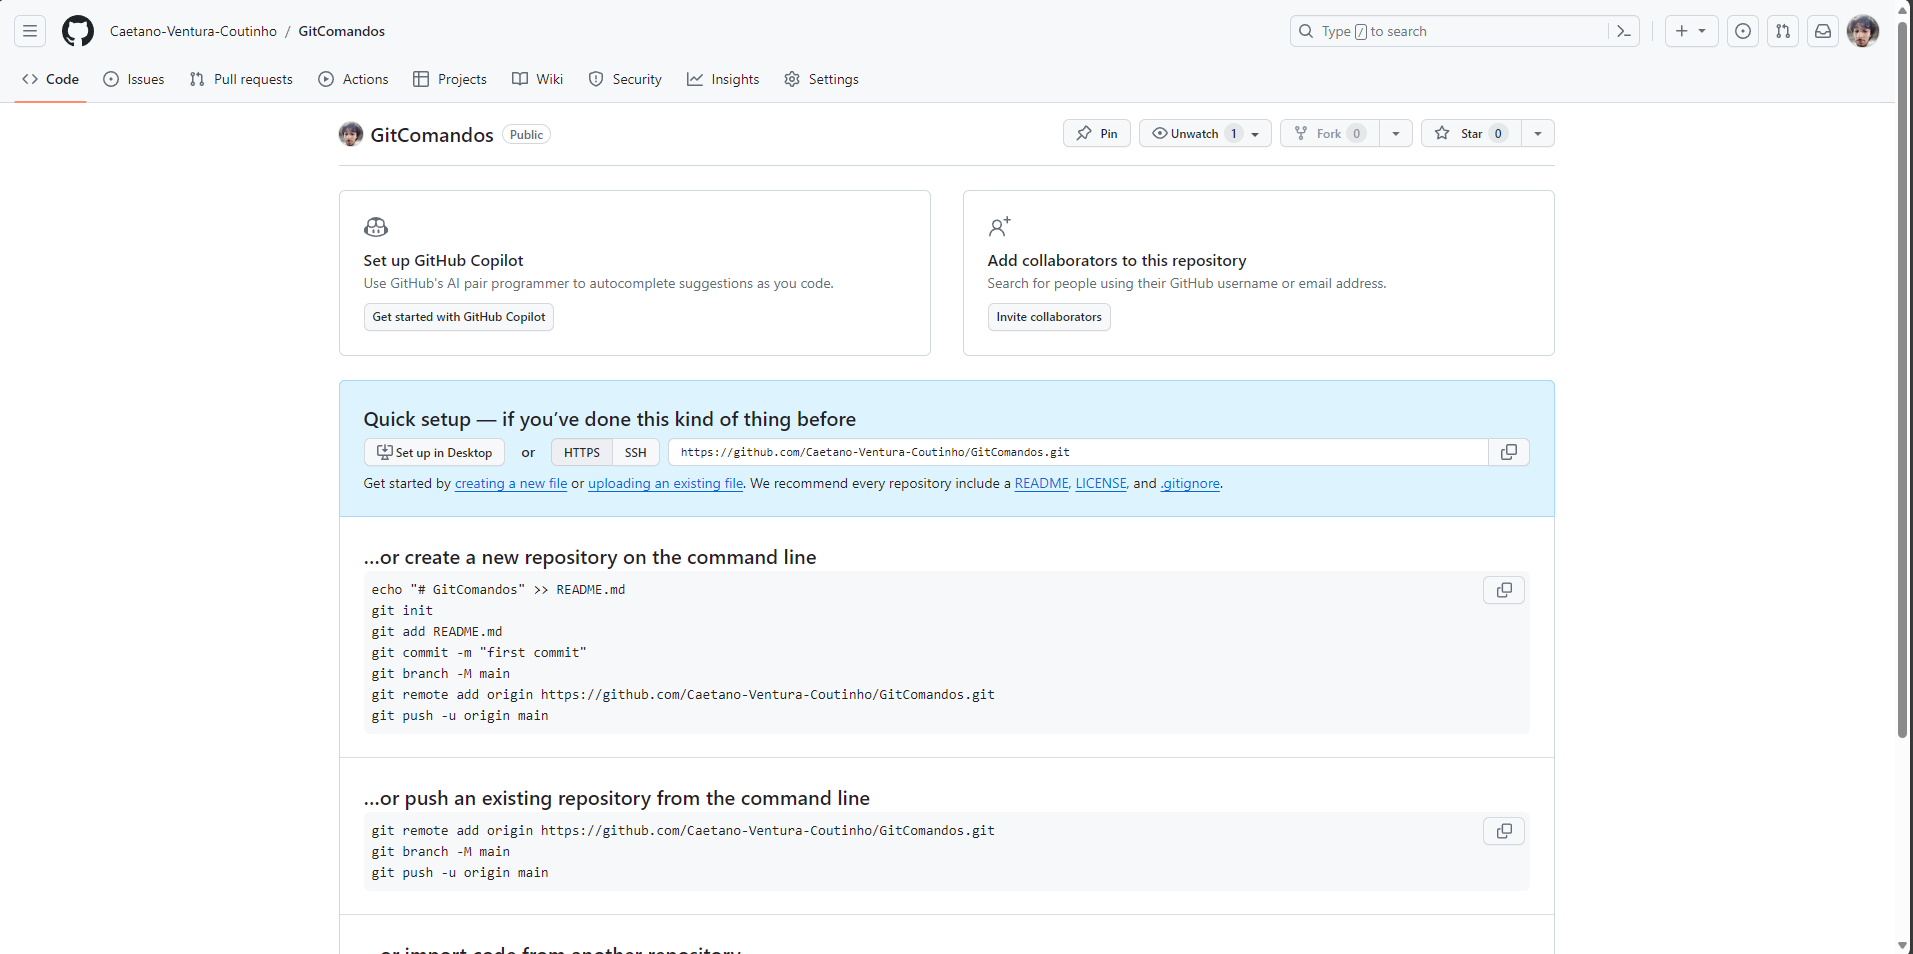 Caetano-Ventura-Coutinho / GitComandos
Type / to search
Code Issues Pull requests Actions Projects Wiki Security Insights Settings
GitComandos Public
Pin Unwatch 1 Fork 0 Star 0
Set up GitHub Copilot
Use GitHub's AI pair programmer to autocomplete suggestions as you code.
Get started with GitHub Copilot
Add collaborators to this repository
Search for people using their GitHub username or email address.
Invite collaborators
Quick setup — if you’ve done this kind of thing before
Set up in Desktop or HTTPS SSH https://github.com/Caetano-Ventura-Coutinho/GitComandos.git
Get started by creating a new file or uploading an existing file. We recommend every repository include a README, LICENSE, and .gitignore.
…or create a new repository on the command line
echo "# GitComandos" >> README.md
git init
git add README.md
git commit -m "first commit"
git branch -M main
git remote add origin https://github.com/Caetano-Ventura-Coutinho/GitComandos.git
git push -u origin main
…or push an existing repository from the command line
git remote add origin https://github.com/Caetano-Ventura-Coutinho/GitComandos.git
git branch -M main
git push -u origin main
…or import code from another repository